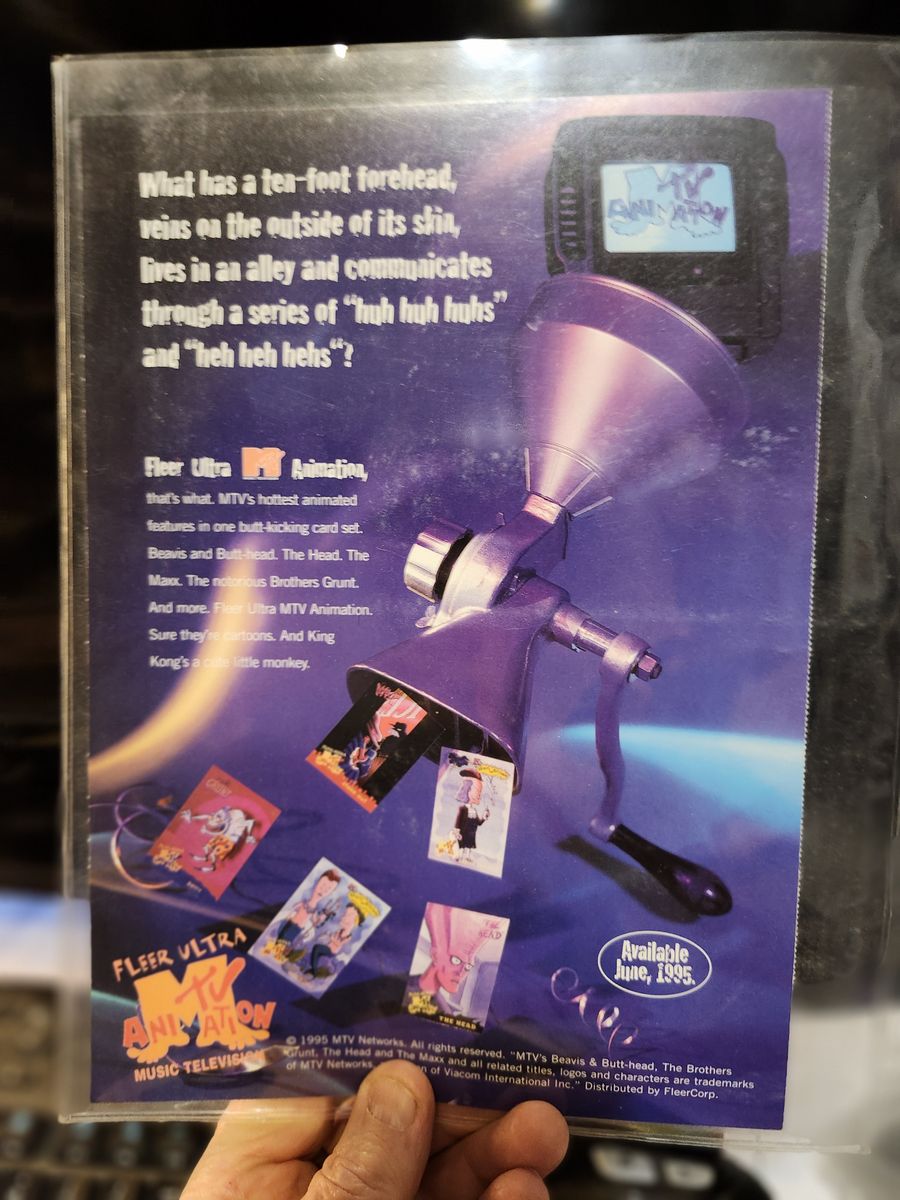 What has a ten-foot forehead,
veins on the outside of its skin,
lives in an alley and communicates
through a series of “huh huh huhs”
and “heh heh hehs“?
MTV
ANIMATION
Fleer Ultra MTV Animation,
that's what. MTV's hottest animated
features in one butt-kicking card set.
Beavis and Butt-head. The Head. The
Maxx. The notorious Brothers Grunt.
And more. Fleer Ultra MTV Animation.
Sure they're cartoons. And King
Kong's a cute little monkey.
GRUNT
THE HEAD
THE HEAD
Available
June, 1995.
FLEER ULTRA
MTV
ANIMATION
MUSIC TELEVISION
© 1995 MTV Networks. All rights reserved. "MTV's Beavis & Butt-head, The Brothers
Grunt, The Head and The Maxx and all related titles, logos and characters are trademarks
of MTV Networks, of Viacom International Inc." Distributed by FleerCorp.